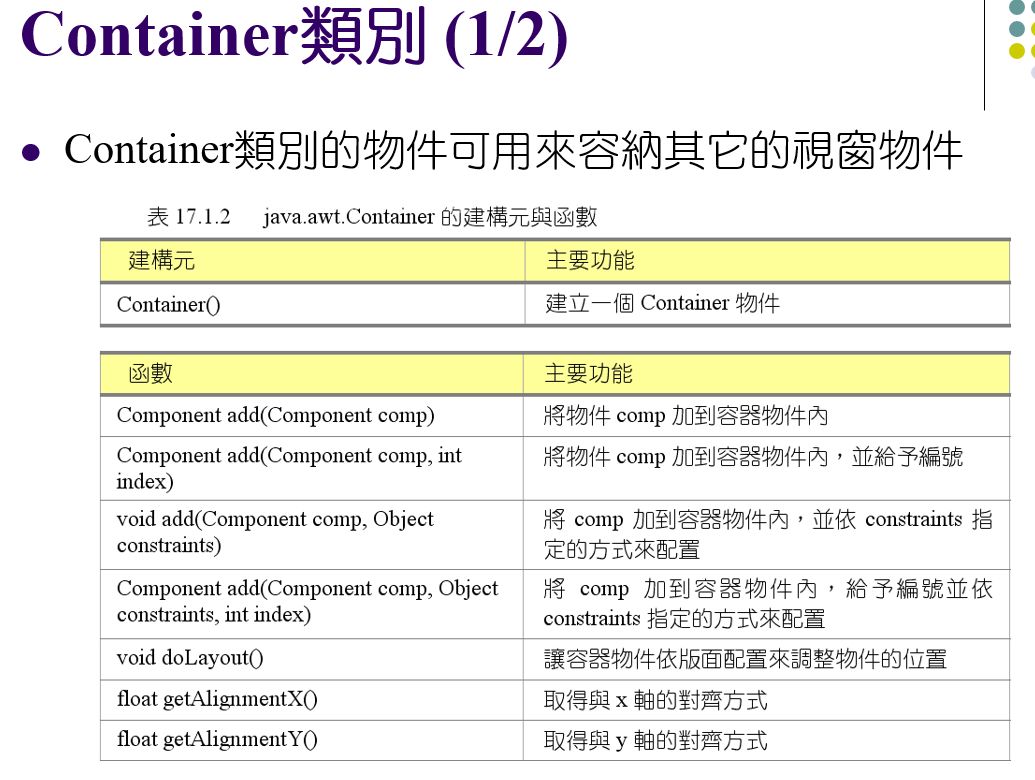 Container類別 (1/2)
Container類別的物件可用來容納其它的視窗物件
表 17.1.2 java.awt.Container 的建構元與函數
建構元 主要功能
Container() 建立一個 Container 物件
函數 主要功能
Component add(Component comp) 將物件 comp 加到容器物件內
Component add(Component comp, int 將物件 comp 加到容器物件內，並給予編號
index)
void add(Component comp, Object 將 comp 加到容器物件內，並依 constraints 指
constraints) 定的方式來配置
Component add(Component comp, Object 將 comp 加到容器物件內，給予編號並依
constraints, int index) constraints 指定的方式來配置
void doLayout() 讓容器物件依版面配置來調整物件的位置
float getAlignmentX() 取得與 x 軸的對齊方式
float getAlignmentY() 取得與 y 軸的對齊方式